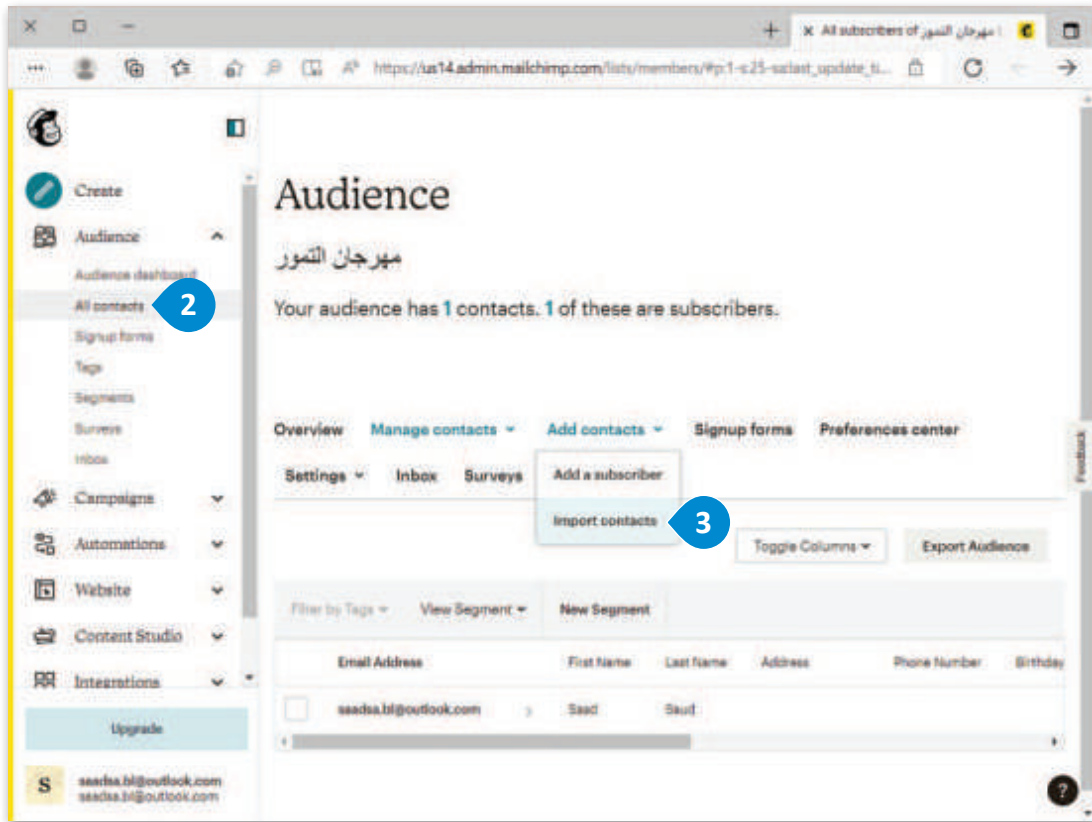 All subscribers of مهرجان التمور |
https://us14.admin.mailchimp.com/lists/members/#p:1-s:25-sa:last_update_ti...
Create
Audience
Audience dashboard
All contacts
2
Signup forms
Tags
Segments
Surveys
Inbox
Campaigns
Automations
Website
Content Studio
Integrations
Upgrade
S
saadsa.bl@outlook.com
saadsa.bl@outlook.com
Audience
مهرجان التمور
Your audience has 1 contacts. 1 of these are subscribers.
Overview Manage contacts Add contacts Signup forms Preferences center
Settings Inbox Surveys
Add a subscriber
Import contacts
3
Toggle Columns Export Audience
Filter by Tags View Segment New Segment
Email Address First Name Last Name Address Phone Number Birthday
saadsa.bl@outlook.com Saad Saud
Feedback
?